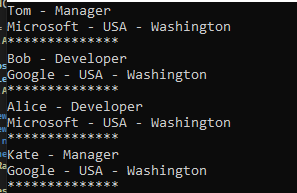 Tom - Manager
Microsoft - USA - Washington
**************
Bob - Developer
Google - USA - Washington
**************
Alice - Developer
Microsoft - USA - Washington
**************
Kate - Manager
Google - USA - Washington
**************